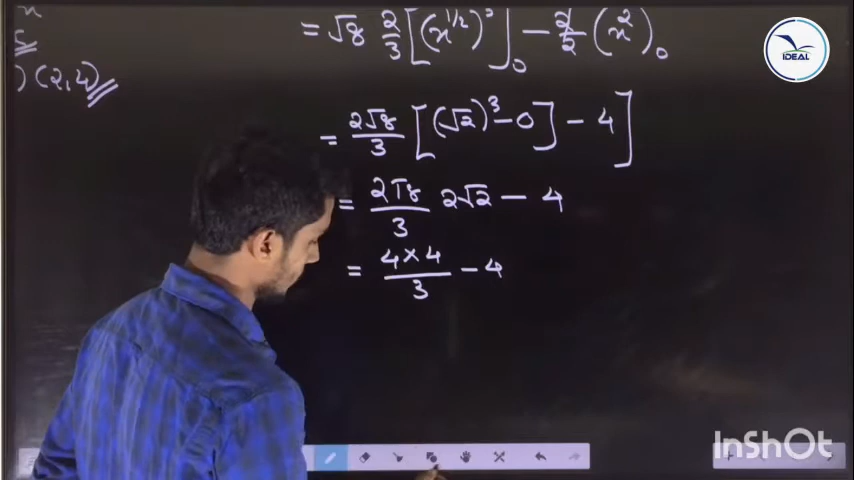 x
) (2,4)
= √8 2/3 [(x^1/2)^3]_0 - 2/2 (x^2)_0
= 2√8/3 [(√2)^3 - 0] - 4]
= 2√8/3 2√2 - 4
= 4×4/3 - 4
IDEAL
InShOt